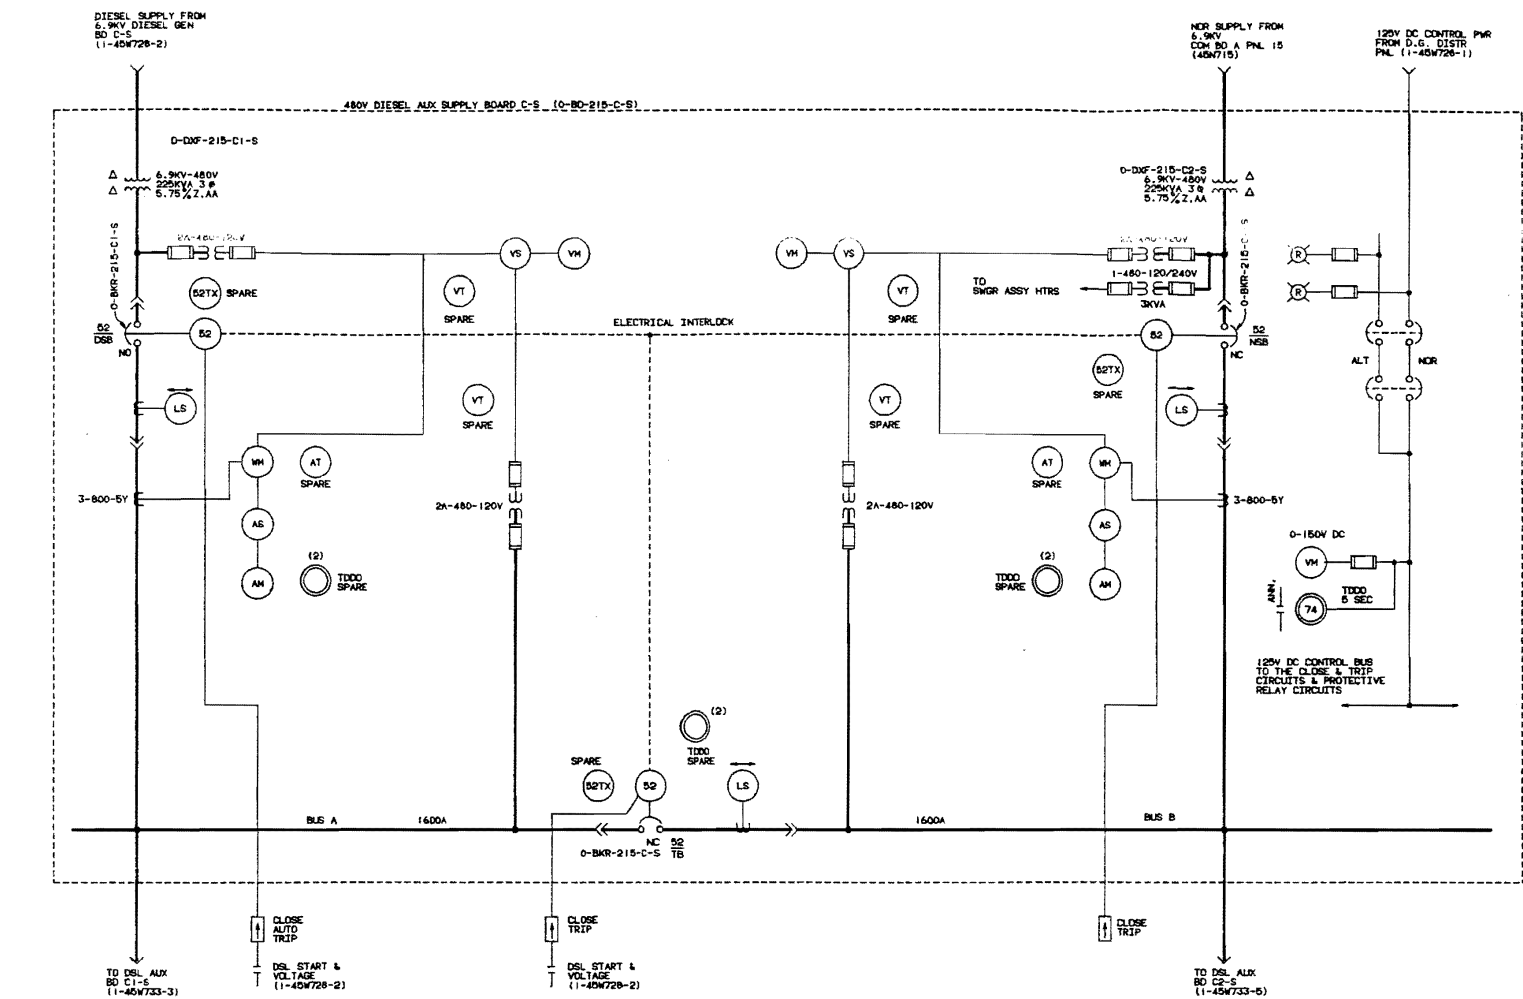 DIESEL SUPPLY FROM
6.9KV DIESEL GEN
BD C-S
(1-45W728-2)
NOR SUPPLY FROM
6.9KV
COM BD A PNL 15
(45N715)
125V DC CONTROL PWR
FROM D.G. DISTR
PNL (1-45W728-1)
480V DIESEL AUX SUPPLY BOARD C-S (0-BD-215-C-S)
0-DXF-215-C1-S
6.9KV-480V
225KVA 3 ø
5.75% Z.AA
0-DXF-215-C2-S
6.9KV-480V
225KVA 3 ø
5.75% Z.AA
0-BKR-215-C1-S
2A-480-120V
VS
VM
VM
VS
2A-480-120V
1-480-120/240V
3KVA
TO
SWGR ASSY HTRS
R
R
52TX
SPARE
VT
SPARE
VT
SPARE
52
DSB
NO
52
ELECTRICAL INTERLOCK
52
52
NSB
NC
ALT
NOR
52TX
SPARE
LS
VT
SPARE
VT
SPARE
LS
WM
AT
SPARE
AT
SPARE
WM
3-800-5Y
2A-480-120V
2A-480-120V
3-800-5Y
AS
AS
0-150V DC
VM
(2)
TDDO
SPARE
AM
(2)
TDDO
SPARE
AM
ANN.
74
TDDO
5 SEC
125V DC CONTROL BUS
TO THE CLOSE & TRIP
CIRCUITS & PROTECTIVE
RELAY CIRCUITS
(2)
TDDO
SPARE
SPARE
52TX
52
LS
BUS A
1600A
1600A
BUS B
NC
52
TB
0-BKR-215-C-S
CLOSE
AUTO
TRIP
CLOSE
TRIP
CLOSE
TRIP
TO DSL AUX
BD C1-S
(1-45W733-3)
DSL START &
VOLTAGE
(1-45W728-2)
DSL START &
VOLTAGE
(1-45W728-2)
TO DSL AUX
BD C2-S
(1-45W733-5)